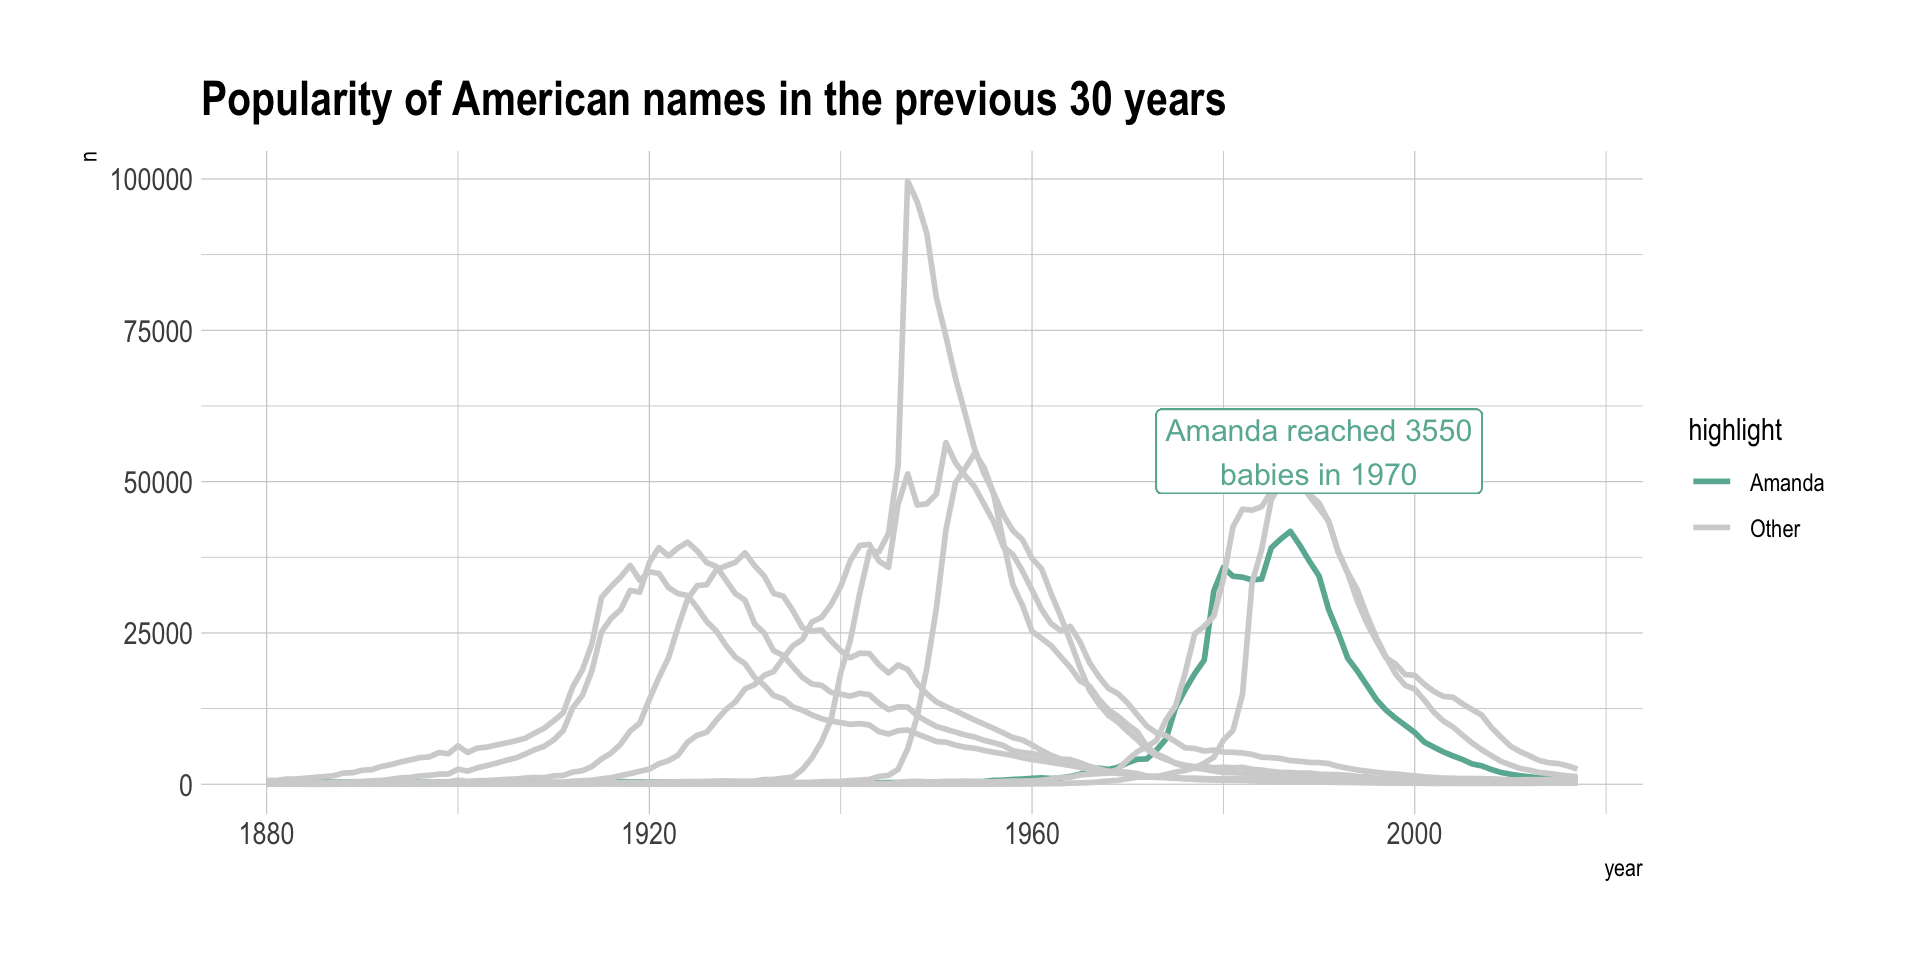 Popularity of American names in the previous 30 years
n
100000
75000
50000
25000
0
1880
1920
1960
2000
year
Amanda reached 3550
babies in 1970
highlight
Amanda
Other